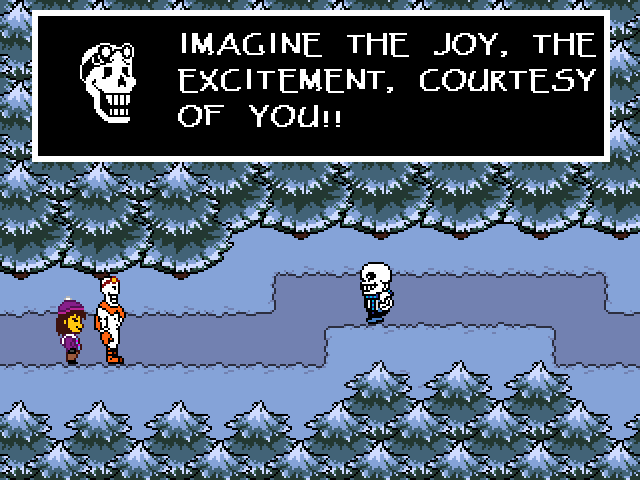 IMAGINE THE JOY, THE
EXCITEMENT, COURTESY
OF YOU!!